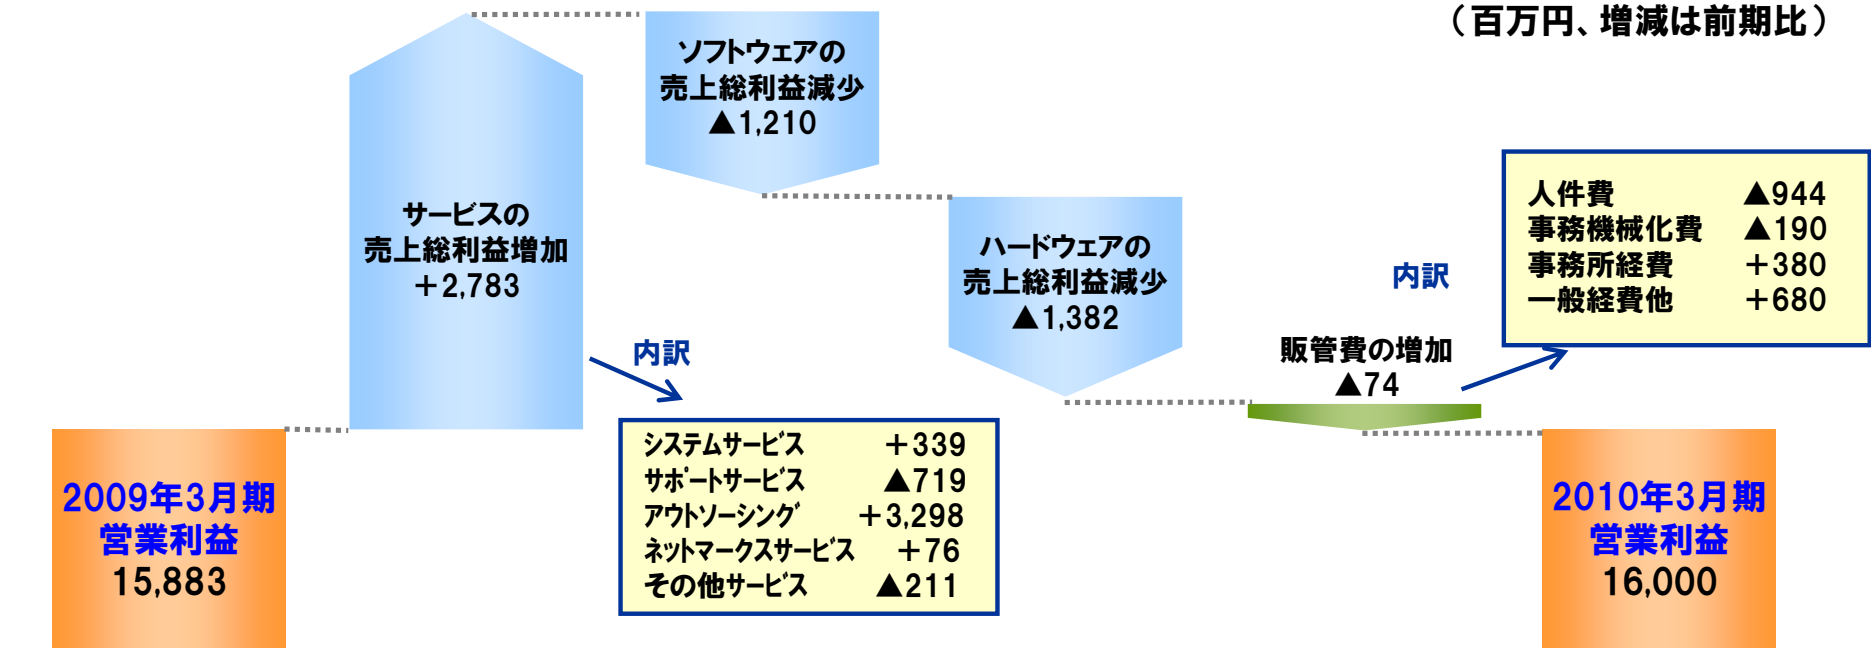 （百万円、増減は前期比）
ソフトウェアの
売上総利益減少
▲1,210
サービスの
売上総利益増加
＋2,783
ハードウェアの
売上総利益減少
▲1,382
内訳
人件費 ▲944
事務機械化費 ▲190
事務所経費 ＋380
一般経費他 ＋680
販管費の増加
▲74
内訳
システムサービス ＋339
サポートサービス ▲719
アウトソーシング ＋3,298
ネットマークスサービス ＋76
その他サービス ▲211
2009年3月期
営業利益
15,883
2010年3月期
営業利益
16,000